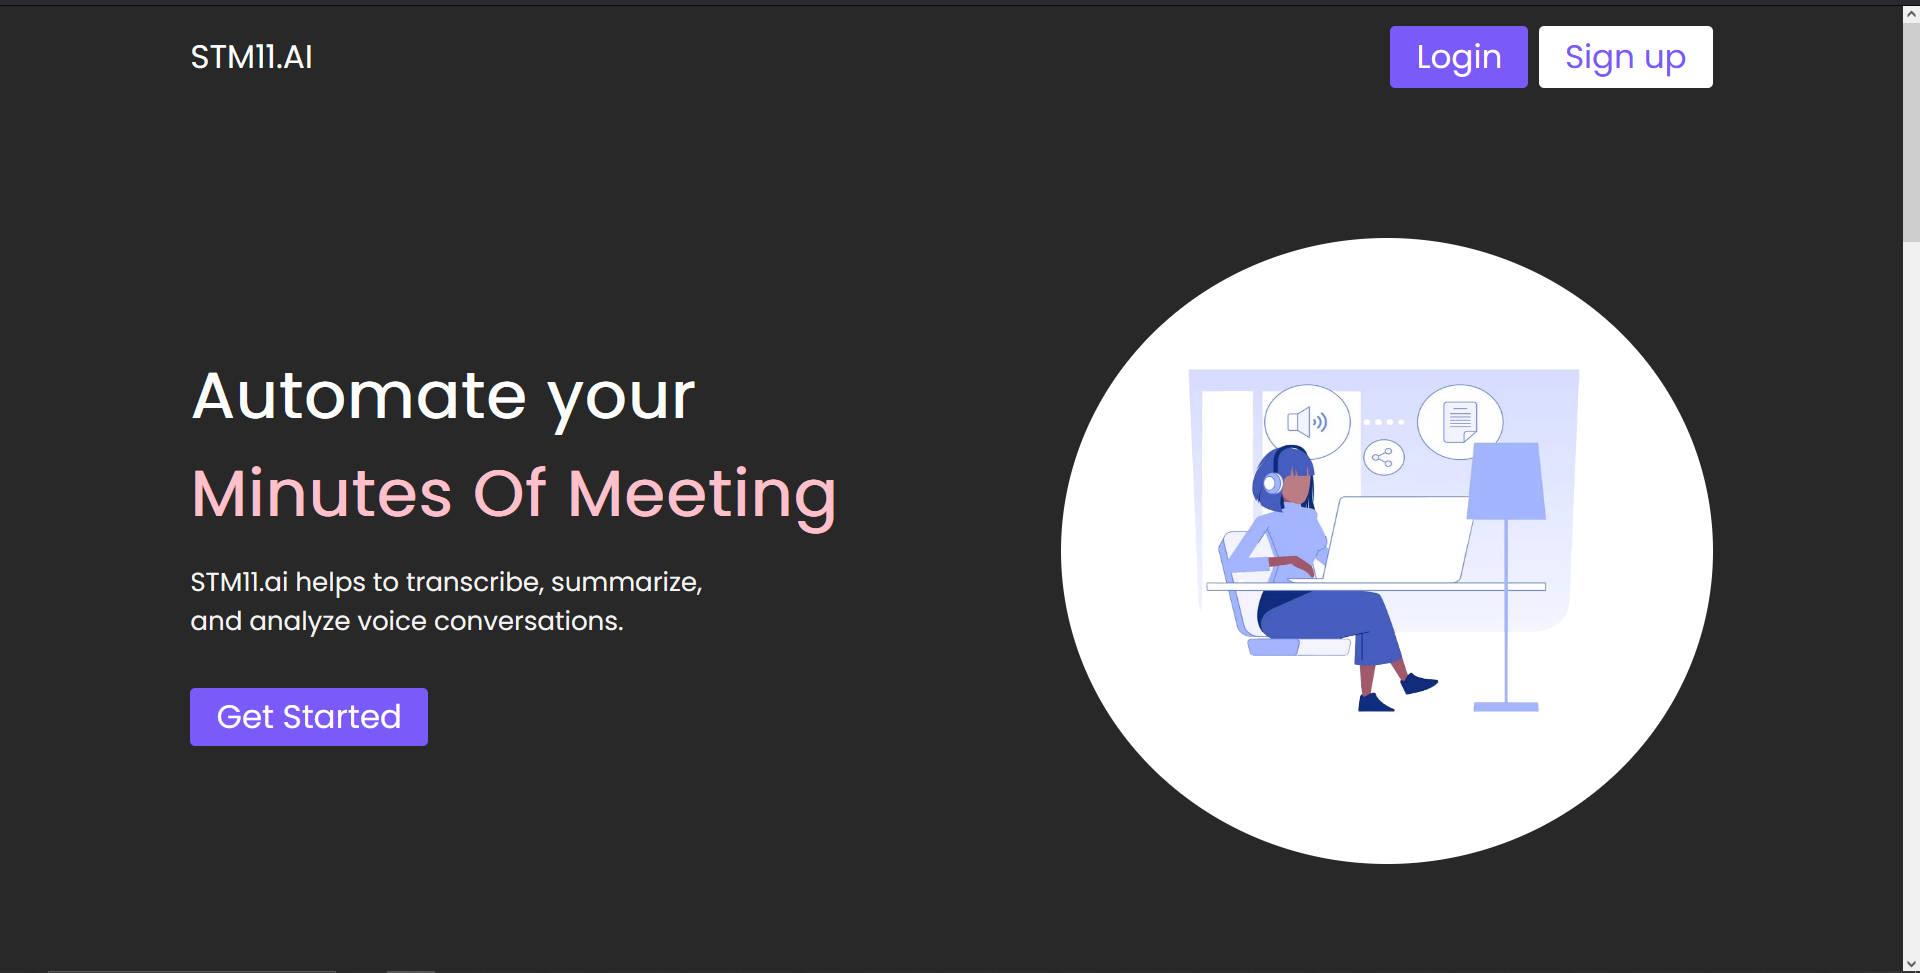 STM11.AI
Login
Sign up
Automate your
Minutes Of Meeting
STM11.ai helps to transcribe, summarize,
and analyze voice conversations.
Get Started